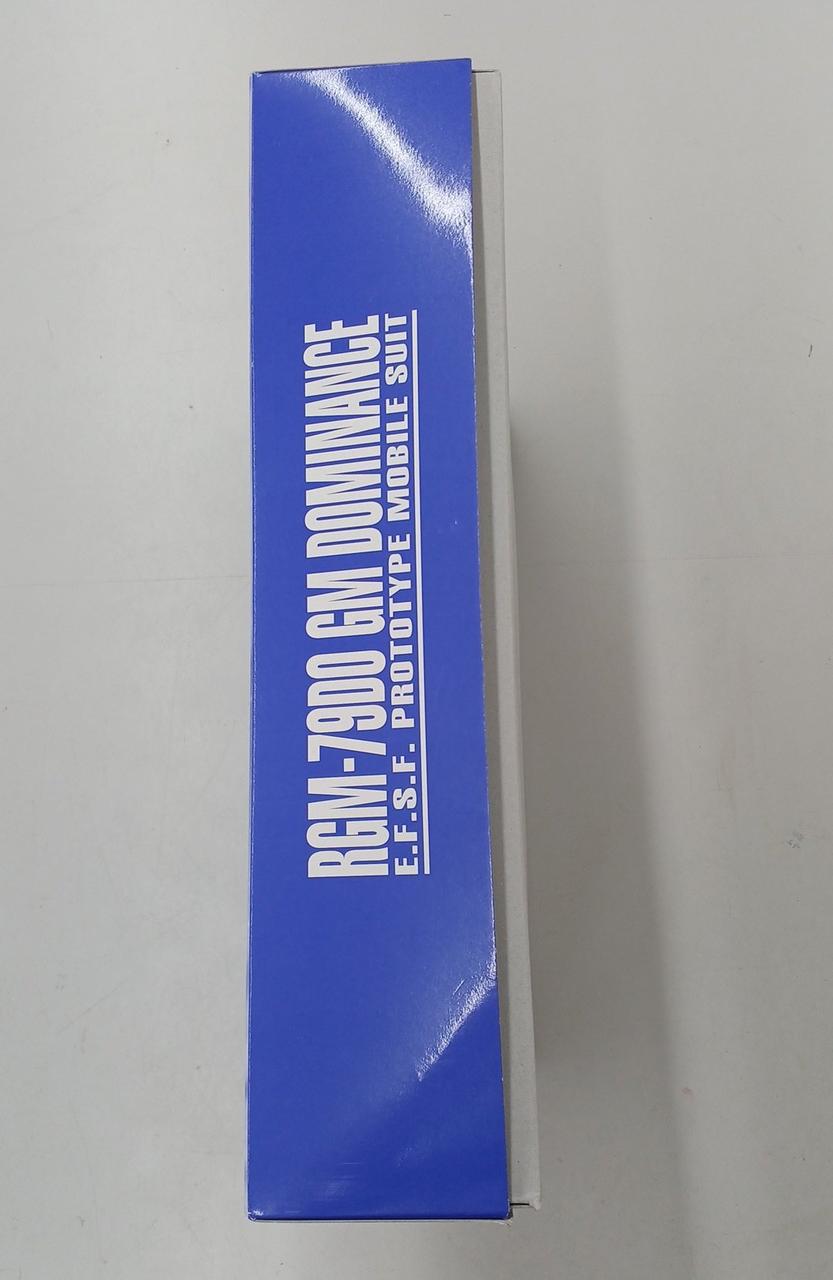 RGM-79DO GM DOMINANCE
E.F.S.F. PROTOTYPE MOBILE SUIT